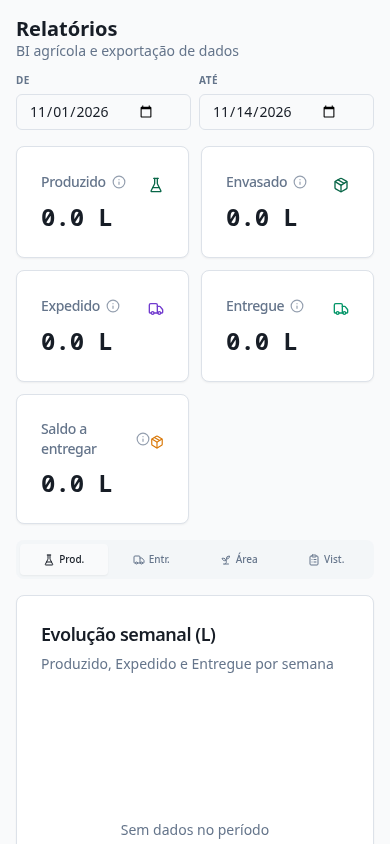 Relatórios
BI agrícola e exportação de dados
DE
ATÉ
11/01/2026
11/14/2026
Produzido
0.0 L
Envasado
0.0 L
Expedido
0.0 L
Entregue
0.0 L
Saldo a
entregar
0.0 L
Prod.
Entr.
Área
Vist.
Evolução semanal (L)
Produzido, Expedido e Entregue por semana
Sem dados no período